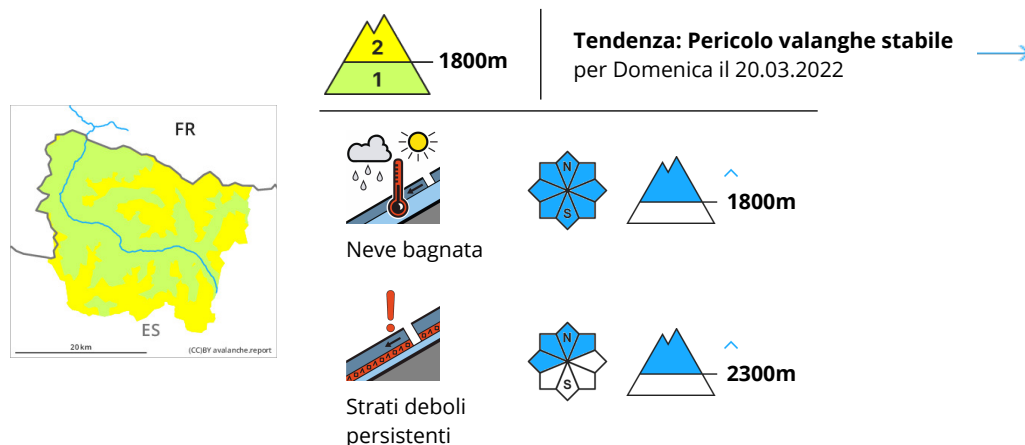 2
1
1800m
Tendenza: Pericolo valanghe stabile
per Domenica il 20.03.2022
FR
ES
20 km
(CC)BY avalanche.report
N
S
1800m
Neve bagnata
N
S
2300m
Strati deboli
persistenti